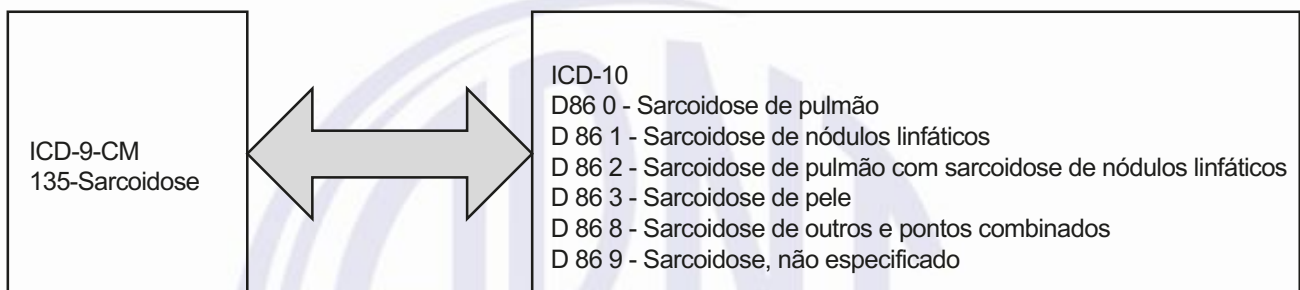 ICD-9-CM
135-Sarcoidose
ICD-10
D86 0 - Sarcoidose de pulmão
D 86 1 - Sarcoidose de nódulos linfáticos
D 86 2 - Sarcoidose de pulmão com sarcoidose de nódulos linfáticos
D 86 3 - Sarcoidose de pele
D 86 8 - Sarcoidose de outros e pontos combinados
D 86 9 - Sarcoidose, não especificado